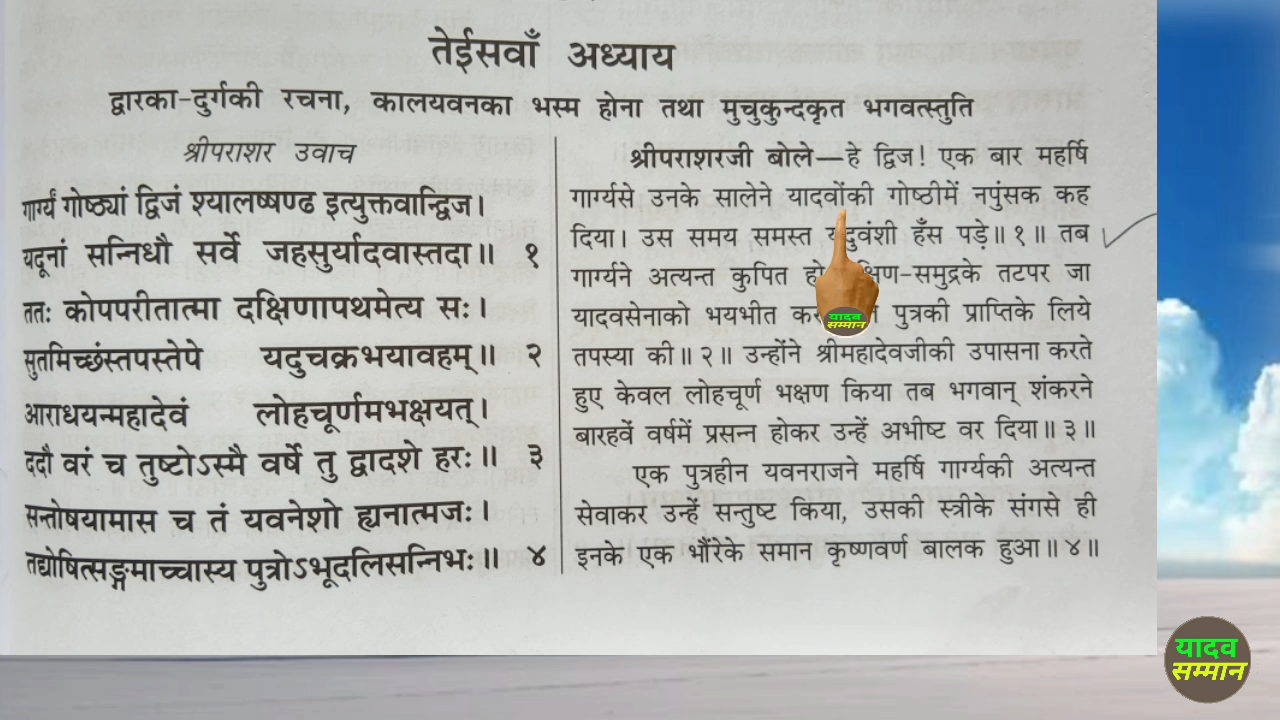 तेईसवाँ अध्याय
द्वारका-दुर्गकी रचना, कालयवनका भस्म होना तथा मुचुकुन्दकृत भगवत्स्तुति
श्रीपराशर उवाच
गार्ग्यं गोष्ठ्यां द्विजं श्यालष्षण्ढ इत्युक्तवान्द्विज।
यदूनां सन्निधौ सर्वे जहसुर्यादवास्तदा॥ १
ततः कोपपरीतात्मा दक्षिणापथमेत्य सः।
सुतमिच्छंस्तपस्तेपे यदुचक्रभयावहम्॥ २
आराधयन्महादेवं लोहचूर्णमभक्षयत्।
ददौ वरं च तुष्टोऽस्मै वर्षे तु द्वादशे हरः॥ ३
सन्तोषयामास च तं यवनेशो ह्यनात्मजः।
तद्योषित्सङ्गमाच्चास्य पुत्रोऽभूदलिसन्निभः॥ ४
श्रीपराशरजी बोले—हे द्विज! एक बार महर्षि
गार्ग्यसे उनके सालेने यादवोंकी गोष्ठीमें नपुंसक कह
दिया। उस समय समस्त यदुवंशी हँस पड़े॥ १॥ तब
गार्ग्यने अत्यन्त कुपित हो दक्षिण-समुद्रके तटपर जा
यादवसेनाको भयभीत पुत्रकी प्राप्तिके लिये
तपस्या की॥ २॥ उन्होंने श्रीमहादेवजीकी उपासना करते
हुए केवल लोहचूर्ण भक्षण किया तब भगवान् शंकरने
बारहवें वर्षमें प्रसन्न होकर उन्हें अभीष्ट वर दिया॥ ३॥
एक पुत्रहीन यवनराजने महर्षि गार्ग्यकी अत्यन्त
सेवाकर उन्हें सन्तुष्ट किया, उसकी स्त्रीके संगसे ही
इनके एक भौंरेके समान कृष्णवर्ण बालक हुआ॥ ४॥
यादव
सम्मान
यादव
सम्मान